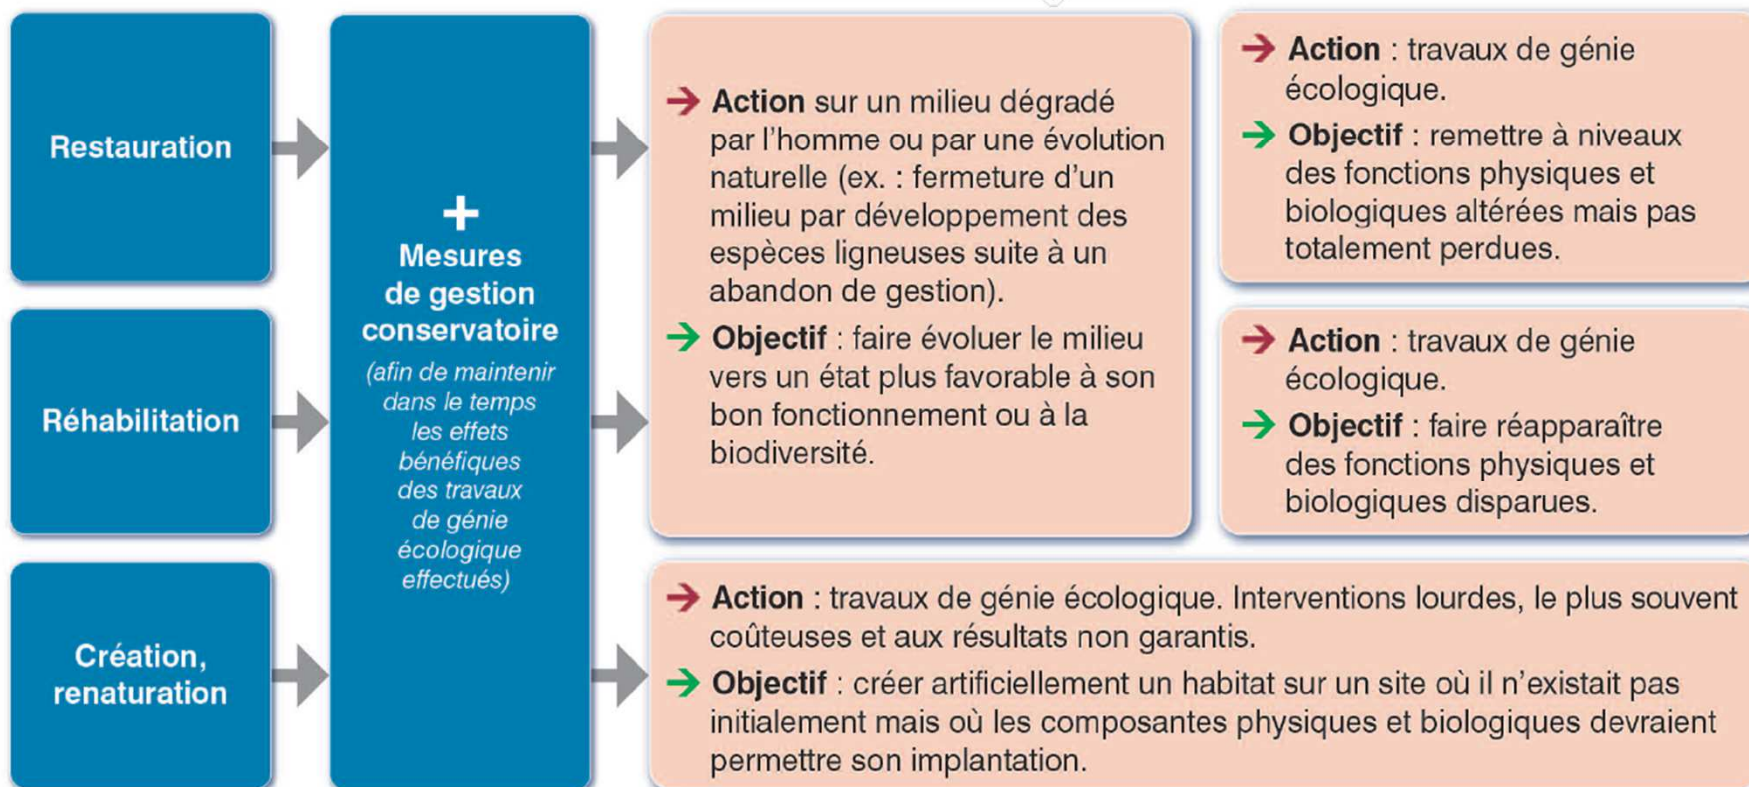 Restauration
Réhabilitation
Création,
renaturation
+
Mesures
de gestion
conservatoire
(afin de maintenir
dans le temps
les effets
bénéfiques
des travaux
de génie
écologique
effectués)
→ Action sur un milieu dégradé
par l'homme ou par une évolution
naturelle (ex. : fermeture d'un
milieu par développement des
espèces ligneuses suite à un
abandon de gestion).
→ Objectif : faire évoluer le milieu
vers un état plus favorable à son
bon fonctionnement ou à la
biodiversité.
→ Action : travaux de génie
écologique.
→ Objectif : remettre à niveaux
des fonctions physiques et
biologiques altérées mais pas
totalement perdues.
→ Action : travaux de génie
écologique.
→ Objectif : faire réapparaître
des fonctions physiques et
biologiques disparues.
→ Action : travaux de génie écologique. Interventions lourdes, le plus souvent
coûteuses et aux résultats non garantis.
→ Objectif : créer artificiellement un habitat sur un site où il n'existait pas
initialement mais où les composantes physiques et biologiques devraient
permettre son implantation.